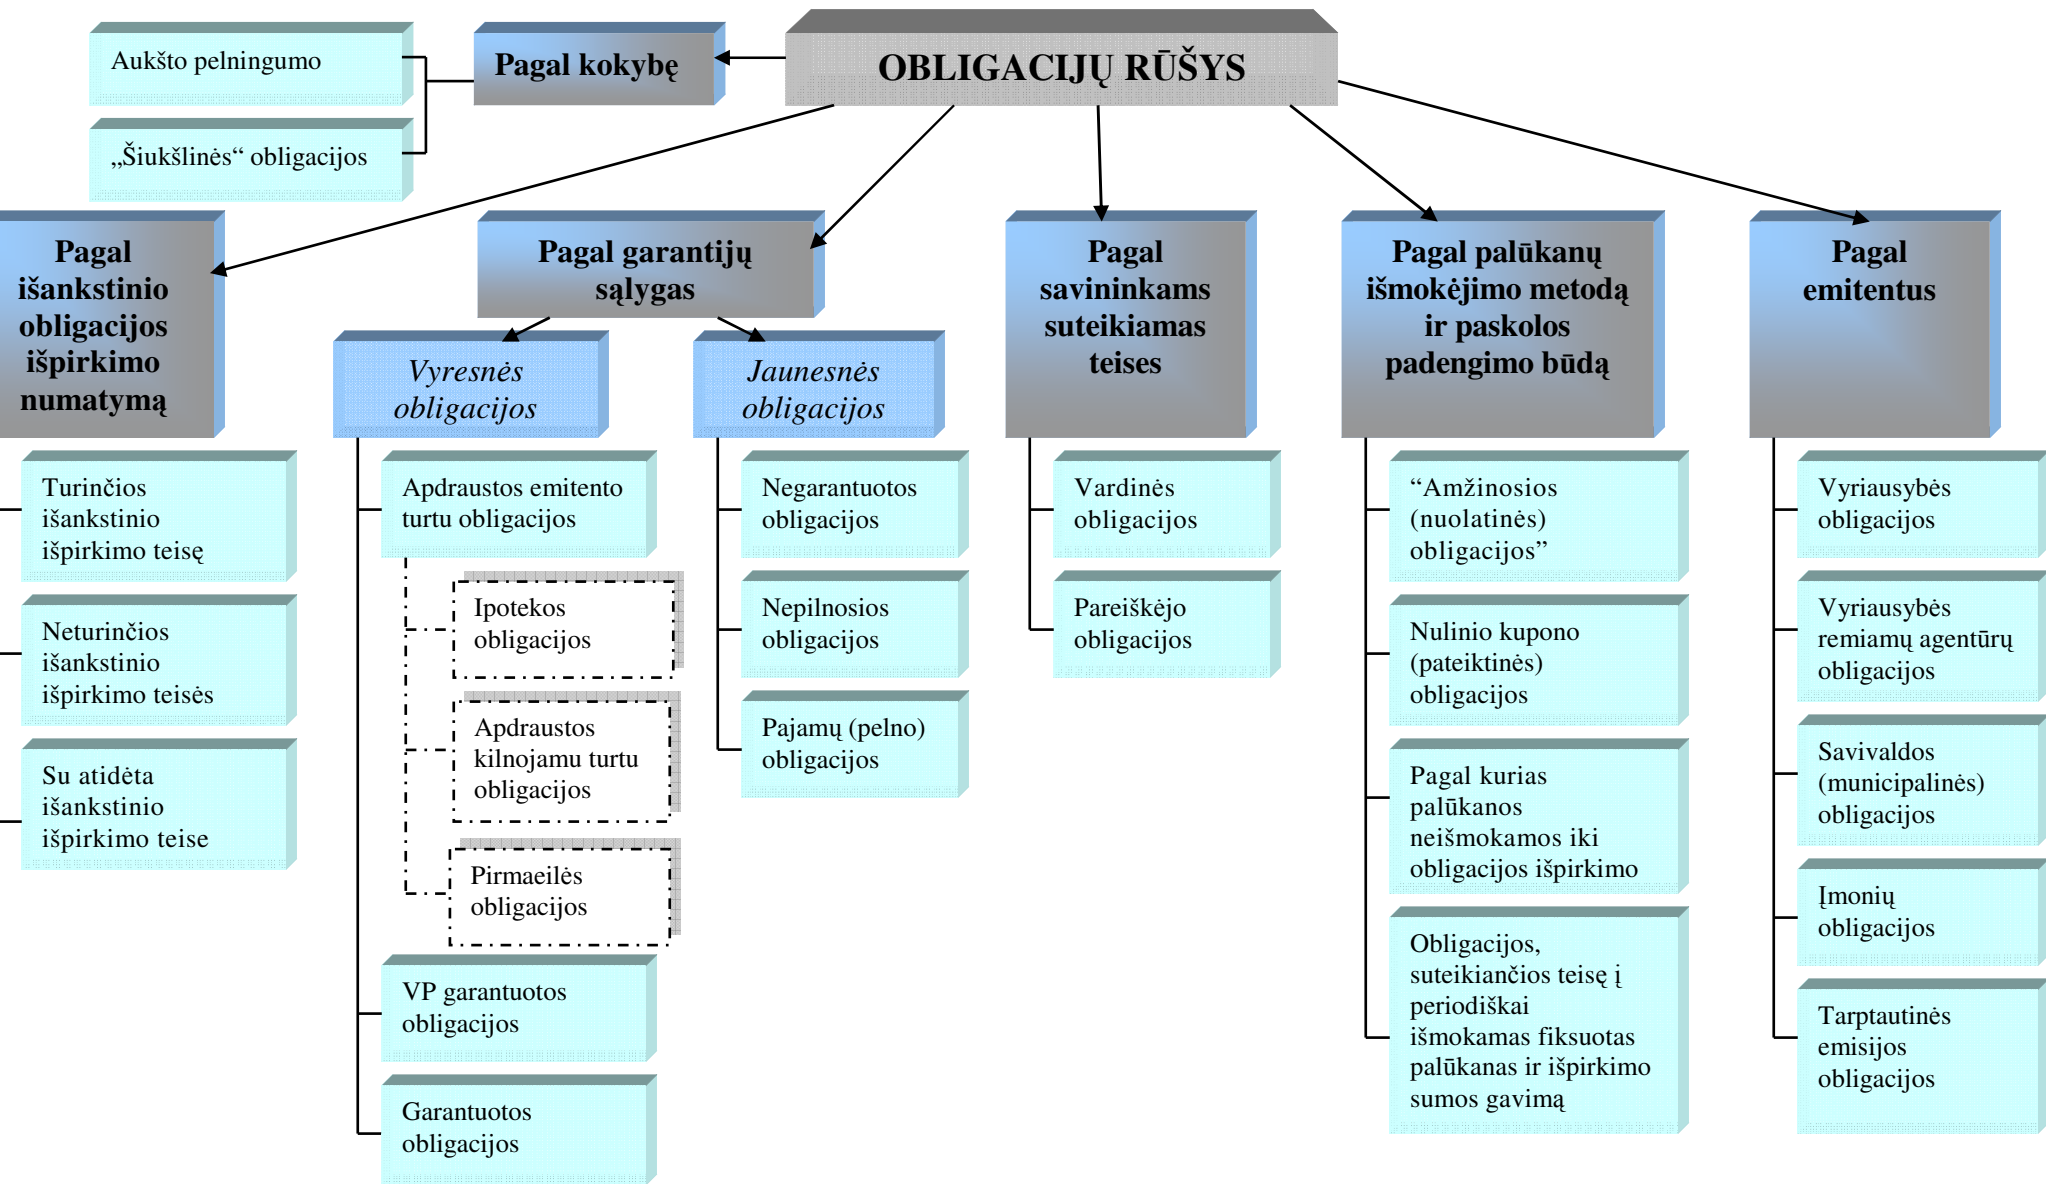 OBLIGACIJŲ RŪŠYS
Pagal kokybę
Aukšto pelningumo
„Šiukšlinės“ obligacijos
Pagal
išankstinio
obligacijos
išpirkimo
numatymą
Turinčios
išankstinio
išpirkimo teisę
Neturinčios
išankstinio
išpirkimo teisės
Su atidėta
išankstinio
išpirkimo teise
Pagal garantijų
sąlygas
Vyresnės
obligacijos
Apdraustos emitento
turtu obligacijos
Ipotekos
obligacijos
Apdraustos
kilnojamu turtu
obligacijos
Pirmaeilės
obligacijos
VP garantuotos
obligacijos
Garantuotos
obligacijos
Jaunesnės
obligacijos
Negarantuotos
obligacijos
Nepilnosios
obligacijos
Pajamų (pelno)
obligacijos
Pagal
savininkams
suteikiamas
teises
Vardinės
obligacijos
Pareiškėjo
obligacijos
Pagal palūkanų
išmokėjimo metodą
ir paskolos
padengimo būdą
“Amžinosios
(nuolatinės)
obligacijos”
Nulinio kupono
(pateiktinės)
obligacijos
Pagal kurias
palūkanos
neišmokamos iki
obligacijos išpirkimo
Obligacijos,
suteikiančios teisę į
periodiškai
išmokamas fiksuotas
palūkanas ir išpirkimo
sumos gavimą
Pagal
emitentus
Vyriausybės
obligacijos
Vyriausybės
remiamų agentūrų
obligacijos
Savivaldos
(municipalinės)
obligacijos
Įmonių
obligacijos
Tarptautinės
emisijos
obligacijos